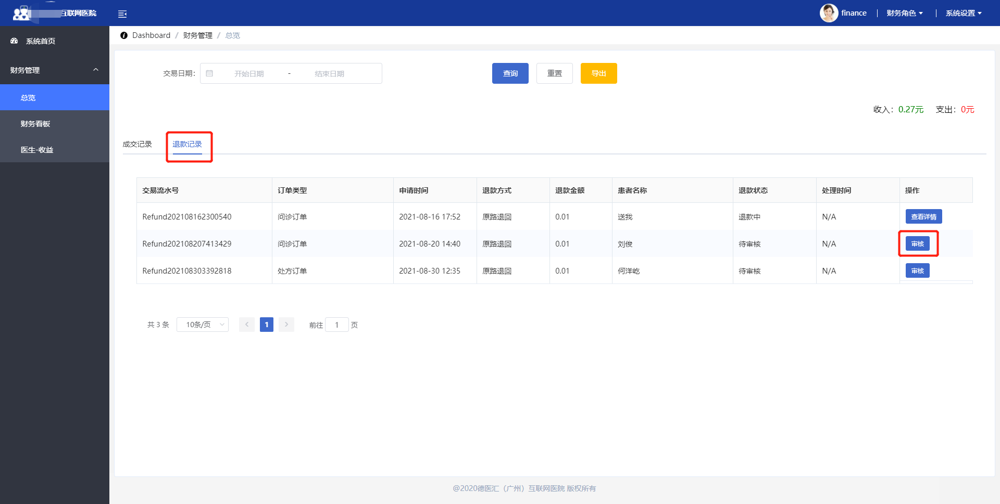 互联网医院
finance
财务角色
系统设置
系统首页
财务管理
总览
财务看板
医生-收益
Dashboard / 财务管理 / 总览
交易日期： 开始日期 - 结束日期 查询 重置 导出
收入：0.27元 支出：0元
成交记录 退款记录
交易流水号 订单类型 申请时间 退款方式 退款金额 患者名称 退款状态 处理时间 操作
Refund202108162300540 问诊订单 2021-08-16 17:52 原路退回 0.01 送我 退款中 N/A 查看详情
Refund202108207413429 问诊订单 2021-08-20 14:40 原路退回 0.01 刘俊 待审核 N/A 审核
Refund202108303392818 处方订单 2021-08-30 12:35 原路退回 0.01 何洋屹 待审核 N/A 审核
共 3 条 10条/页 1 前往 1 页
@2020德医汇（广州）互联网医院 版权所有